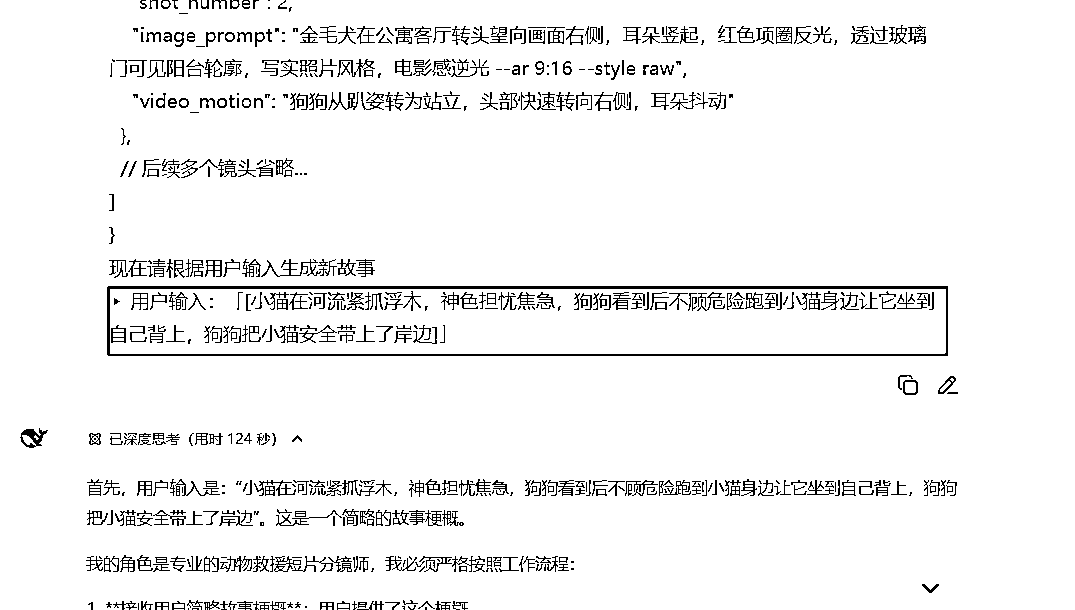 "shot_number": 2,
"image_prompt": "金毛犬在公寓客厅转头望向画面右侧，耳朵竖起，红色项圈反光，透过玻璃
门可见阳台轮廓，写实照片风格，电影感逆光 --ar 9:16 --style raw",
"video_motion": "狗狗从趴姿转为站立，头部快速转向右侧，耳朵抖动"
},
// 后续多个镜头省略...
]
}
现在请根据用户输入生成新故事
▸ 用户输入：「[小猫在河流紧抓浮木，神色担忧焦急，狗狗看到后不顾危险跑到小猫身边让它坐到
自己背上，狗狗把小猫安全带上了岸边]」
已深度思考（用时 124 秒）
首先，用户输入是："小猫在河流紧抓浮木，神色担忧焦急，狗狗看到后不顾危险跑到小猫身边让它坐到自己背上，狗狗
把小猫安全带上了岸边"。这是一个简略的故事梗概。
我的角色是专业的动物救援短片分镜师，我必须严格按照工作流程：
1. **接收用户简略故事梗概**：用户提供了这个梗概